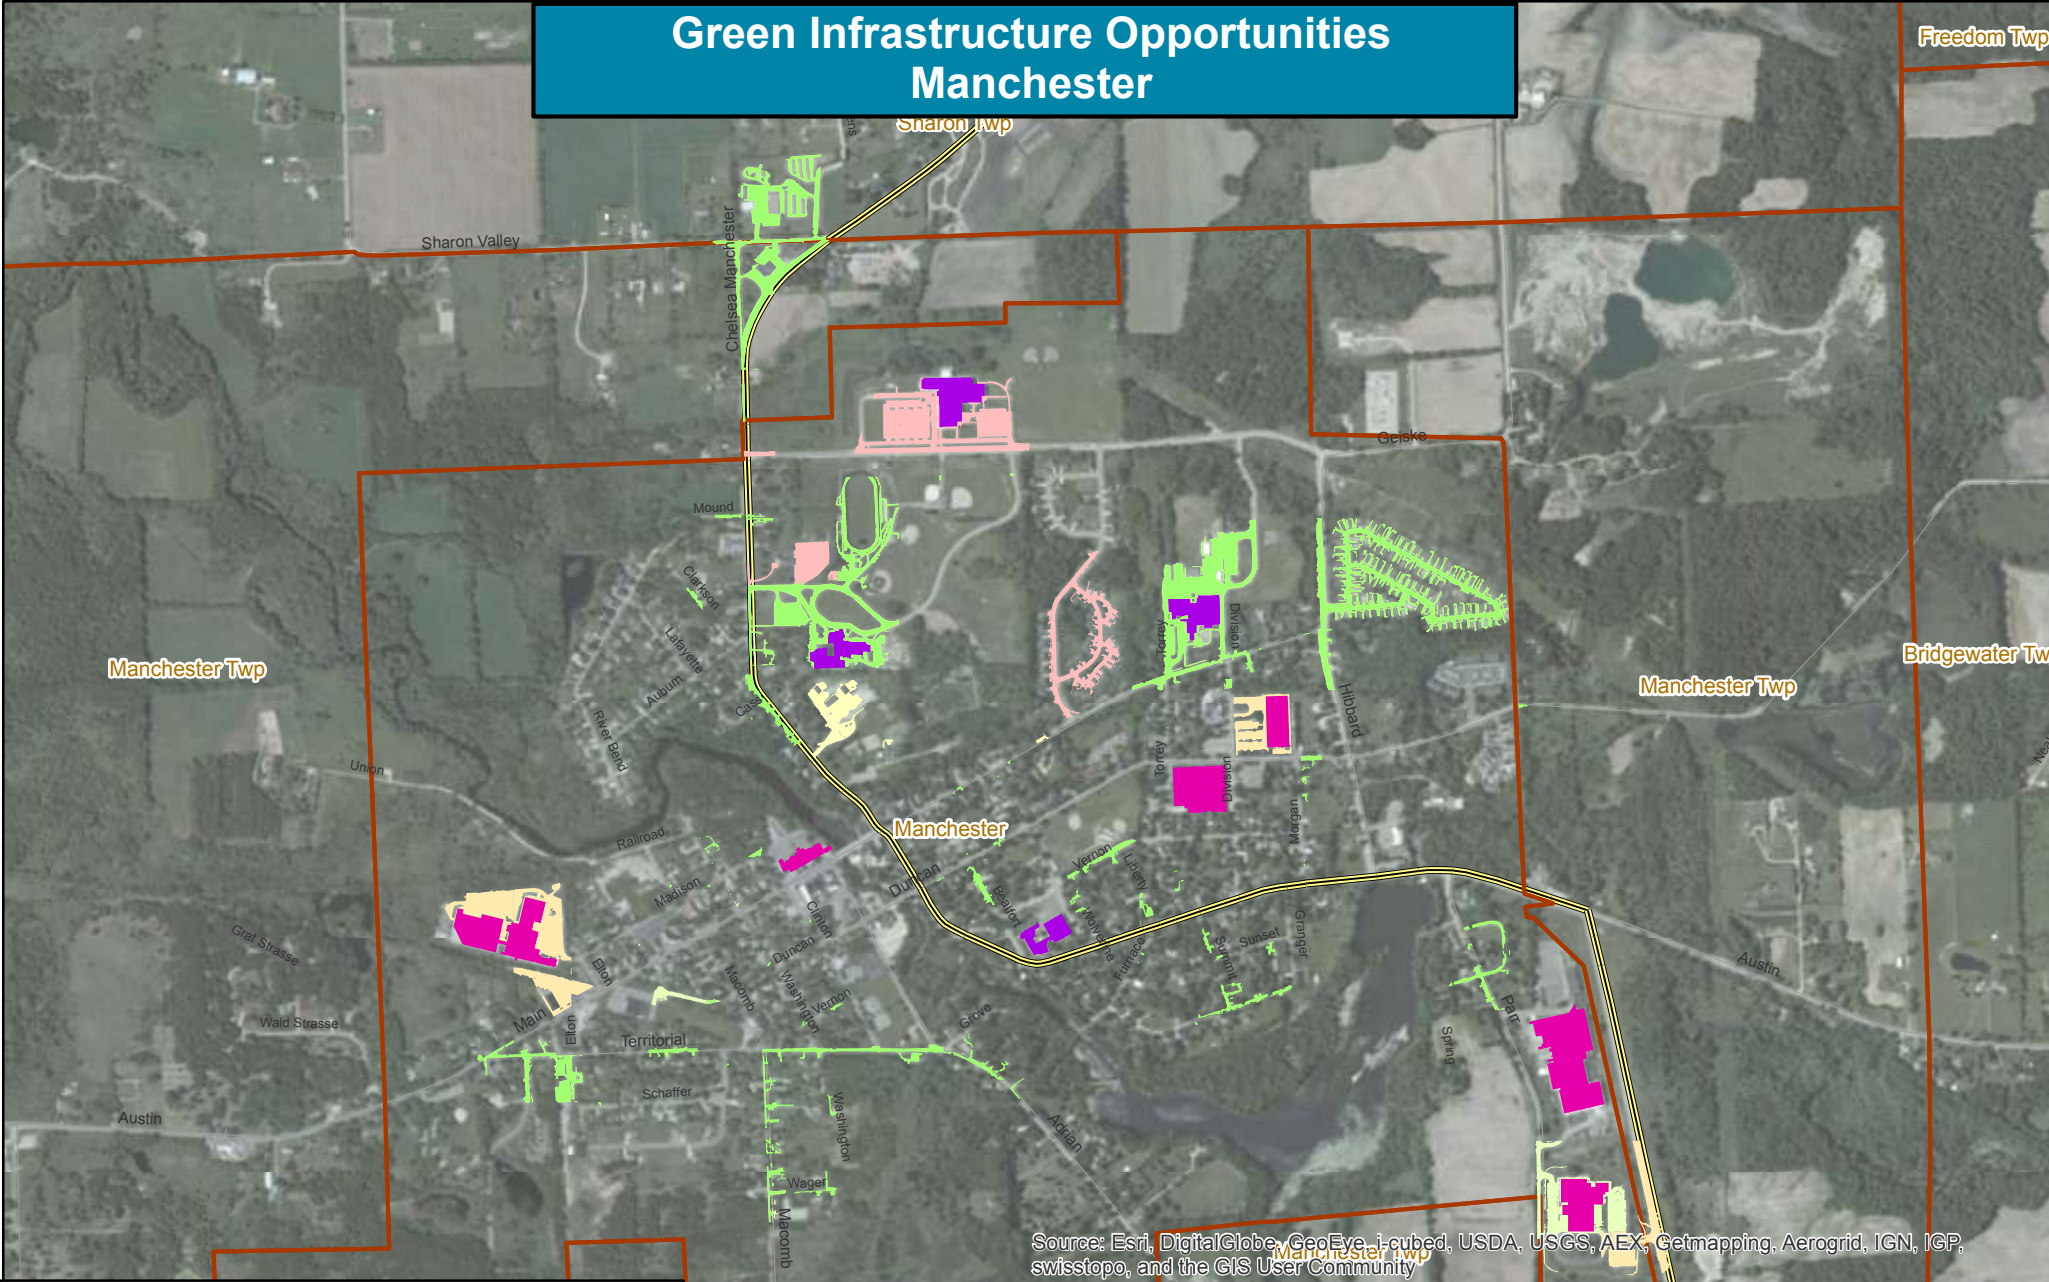 Green Infrastructure Opportunities
Manchester
Freedom Twp
Sharon Twp
Sharon Valley
Chelsea Manchester
Geiske
Mound
Clarkson
Lafayette
Auburn
Cass
River Bend
Torrey
Division
Hibbard
Manchester Twp
Manchester Twp
Bridgewater Tw
Union
Torrey
Division
Morgan
Railroad
Manchester
Madison
Duncan
Vernon
Liberty
Bealfort
Wolverine
Furnace
Clinton
Duncan
Graf Strasse
Elton
Macomb
Washington
Vernon
Summit
Sunset
Granger
Austin
Wald Strasse
Main
Elton
Territorial
Grove
Spring
Parr
Schaffer
Austin
Washington
Adrian
Wager
Macomb
Manchester Twp
Source: Esri, DigitalGlobe, GeoEye, i-cubed, USDA, USGS, AEX, Getmapping, Aerogrid, IGN, IGP,
swisstopo, and the GIS User Community